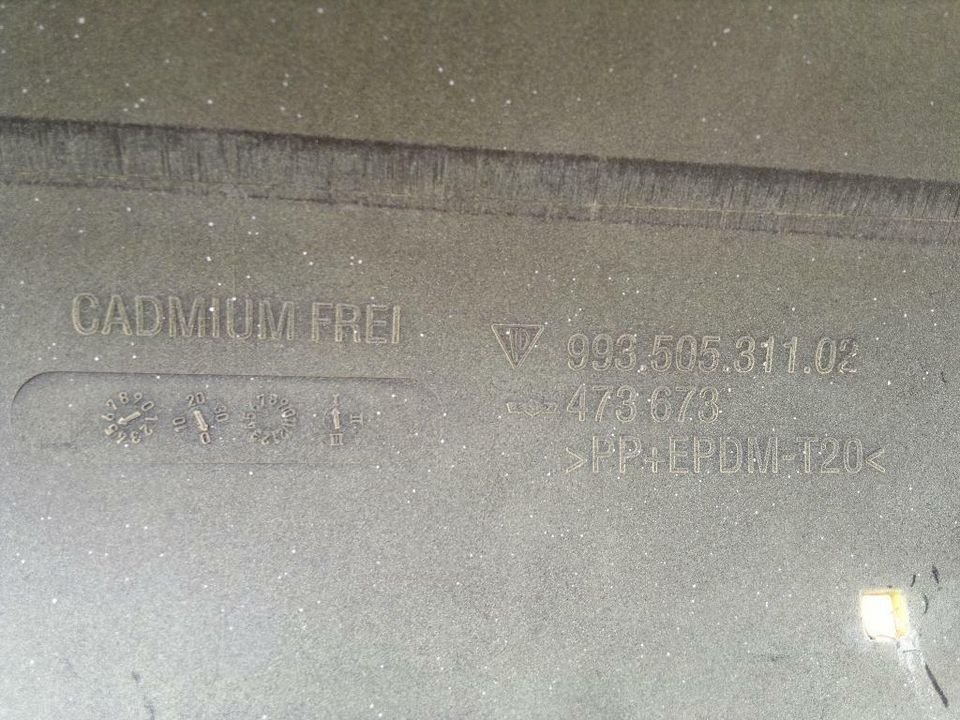 CADMIUM FREI
993.505.311.02
473 673
>PP+EPDM-T20<